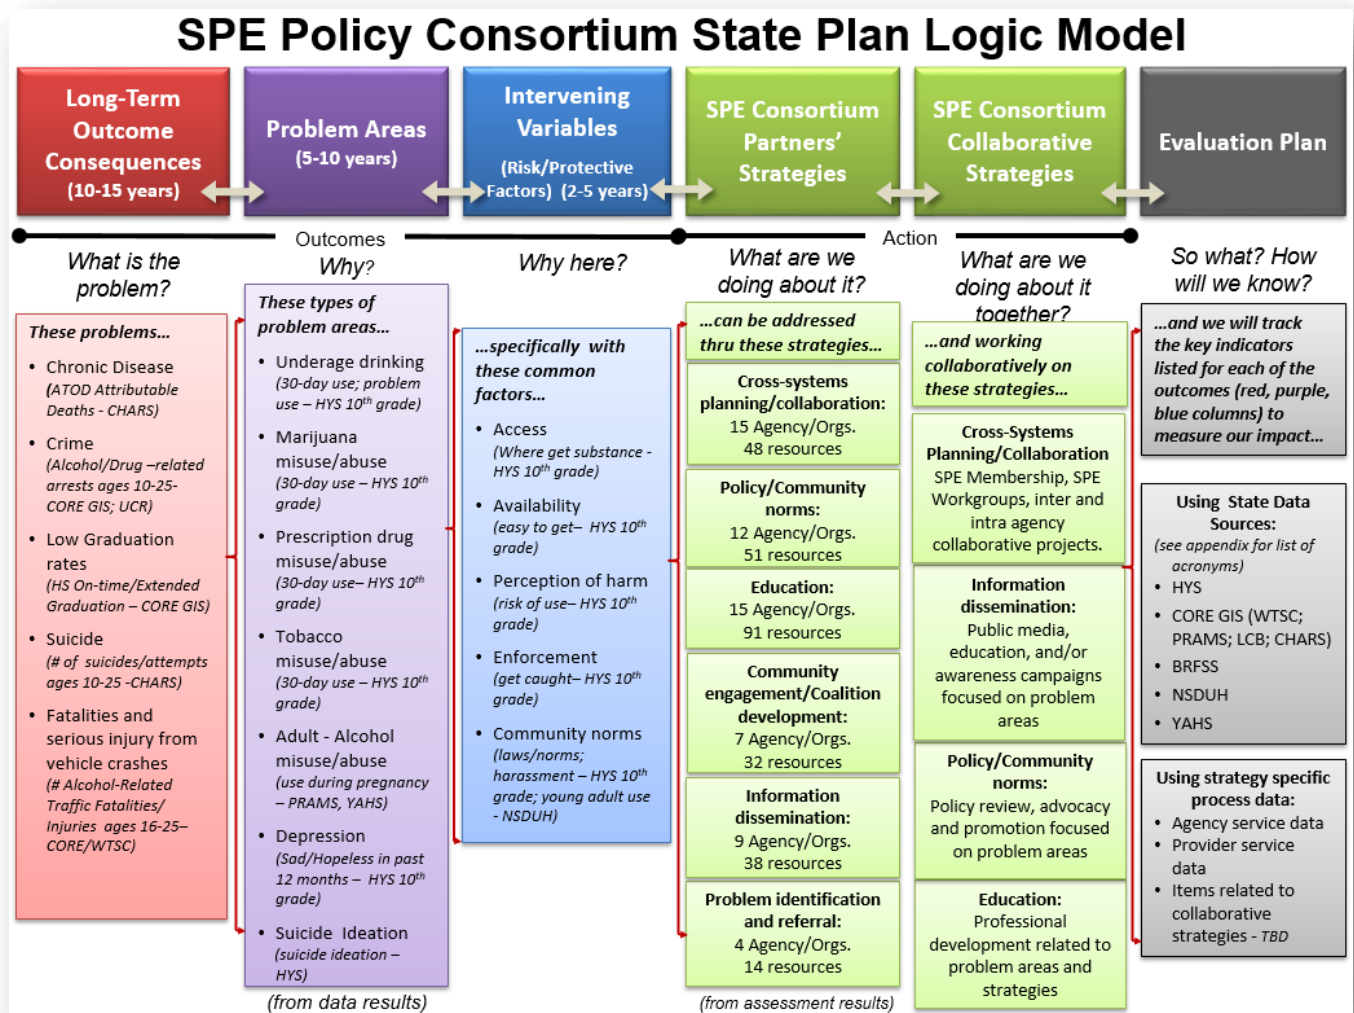 SPE Policy Consortium State Plan Logic Model
Long-Term
Outcome
Consequences
(10-15 years)
Problem Areas
(5-10 years)
Intervening
Variables
(Risk/Protective
Factors) (2-5 years)
SPE Consortium
Partners'
Strategies
SPE Consortium
Collaborative
Strategies
Evaluation Plan
Outcomes
Action
What is the
problem?
These problems...
• Chronic Disease
(ATOD Attributable
Deaths - CHARS)
• Crime
(Alcohol/Drug –related
arrests ages 10-25-
CORE GIS; UCR)
• Low Graduation
rates
(HS On-time/Extended
Graduation – CORE GIS)
• Suicide
(# of suicides/attempts
ages 10-25 -CHARS)
• Fatalities and
serious injury from
vehicle crashes
(# Alcohol-Related
Traffic Fatalities/
Injuries ages 16-25–
CORE/WTSC)
Why?
These types of
problem areas...
• Underage drinking
(30-day use; problem
use – HYS 10th grade)
• Marijuana
misuse/abuse
(30-day use – HYS 10th
grade)
• Prescription drug
misuse/abuse
(30-day use– HYS 10th
grade)
• Tobacco
misuse/abuse
(30-day use – HYS 10th
grade)
• Adult - Alcohol
misuse/abuse
(use during pregnancy
– PRAMS, YAHS)
• Depression
(Sad/Hopeless in past
12 months – HYS 10th
grade)
• Suicide Ideation
(suicide ideation –
HYS)
(from data results)
Why here?
...specifically with
these common
factors...
• Access
(Where get substance -
HYS 10th grade)
• Availability
(easy to get– HYS 10th
grade)
• Perception of harm
(risk of use– HYS 10th
grade)
• Enforcement
(get caught– HYS 10th
grade)
• Community norms
(laws/norms;
harassment – HYS 10th
grade; young adult use
- NSDUH)
What are we
doing about it?
...can be addressed
thru these strategies...
Cross-systems
planning/collaboration:
15 Agency/Orgs.
48 resources
Policy/Community
norms:
12 Agency/Orgs.
51 resources
Education:
15 Agency/Orgs.
91 resources
Community
engagement/Coalition
development:
7 Agency/Orgs.
32 resources
Information
dissemination:
9 Agency/Orgs.
38 resources
Problem identification
and referral:
4 Agency/Orgs.
14 resources
(from assessment results)
What are we
doing about it
together?
...and working
collaboratively on
these strategies...
Cross-Systems
Planning/Collaboration
SPE Membership, SPE
Workgroups, inter and
intra agency
collaborative projects.
Information
dissemination:
Public media,
education, and/or
awareness campaigns
focused on problem
areas
Policy/Community
norms:
Policy review, advocacy
and promotion focused
on problem areas
Education:
Professional
development related to
problem areas and
strategies
So what? How
will we know?
...and we will track
the key indicators
listed for each of the
outcomes (red, purple,
blue columns) to
measure our impact...
Using State Data
Sources:
(see appendix for list of
acronyms)
• HYS
• CORE GIS (WTSC;
PRAMS; LCB; CHARS)
• BRFSS
• NSDUH
• YAHS
Using strategy specific
process data:
• Agency service data
• Provider service
data
• Items related to
collaborative
strategies - TBD